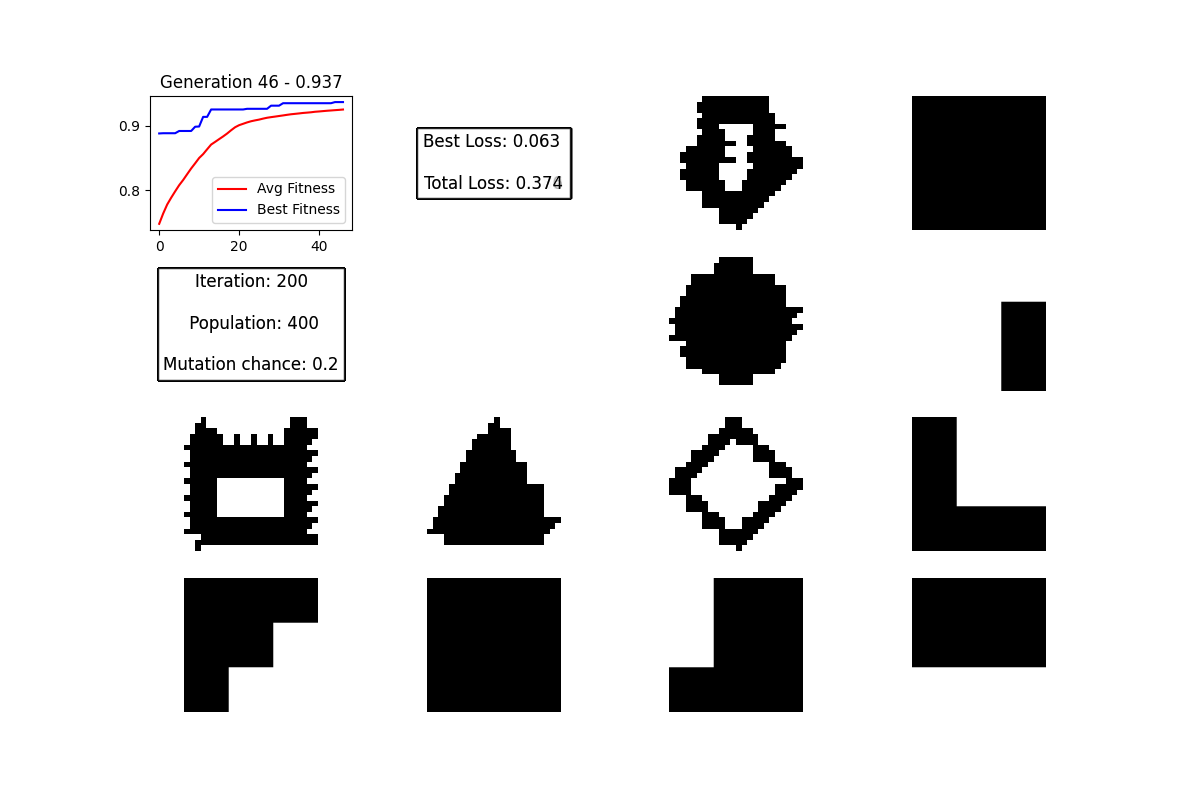 Generation 46 - 0.937
0.9
0.8
Avg Fitness
Best Fitness
0
20
40
Best Loss: 0.063
Total Loss: 0.374
Iteration: 200
Population: 400
Mutation chance: 0.2